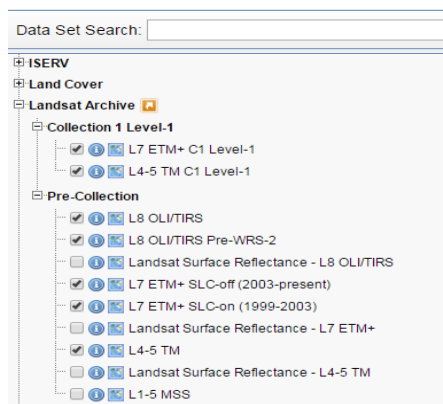 Data Set Search:
ISERV
Land Cover
Landsat Archive
Collection 1 Level-1
L7 ETM+ C1 Level-1
L4-5 TM C1 Level-1
Pre-Collection
L8 OLI/TIRS
L8 OLI/TIRS Pre-WRS-2
Landsat Surface Reflectance - L8 OLI/TIRS
L7 ETM+ SLC-off (2003-present)
L7 ETM+ SLC-on (1999-2003)
Landsat Surface Reflectance - L7 ETM+
L4-5 TM
Landsat Surface Reflectance - L4-5 TM
L1-5 MSS